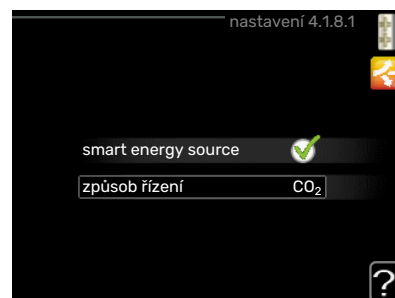 nastavení 4.1.8.1
smart energy source
způsob řízení CO₂
?